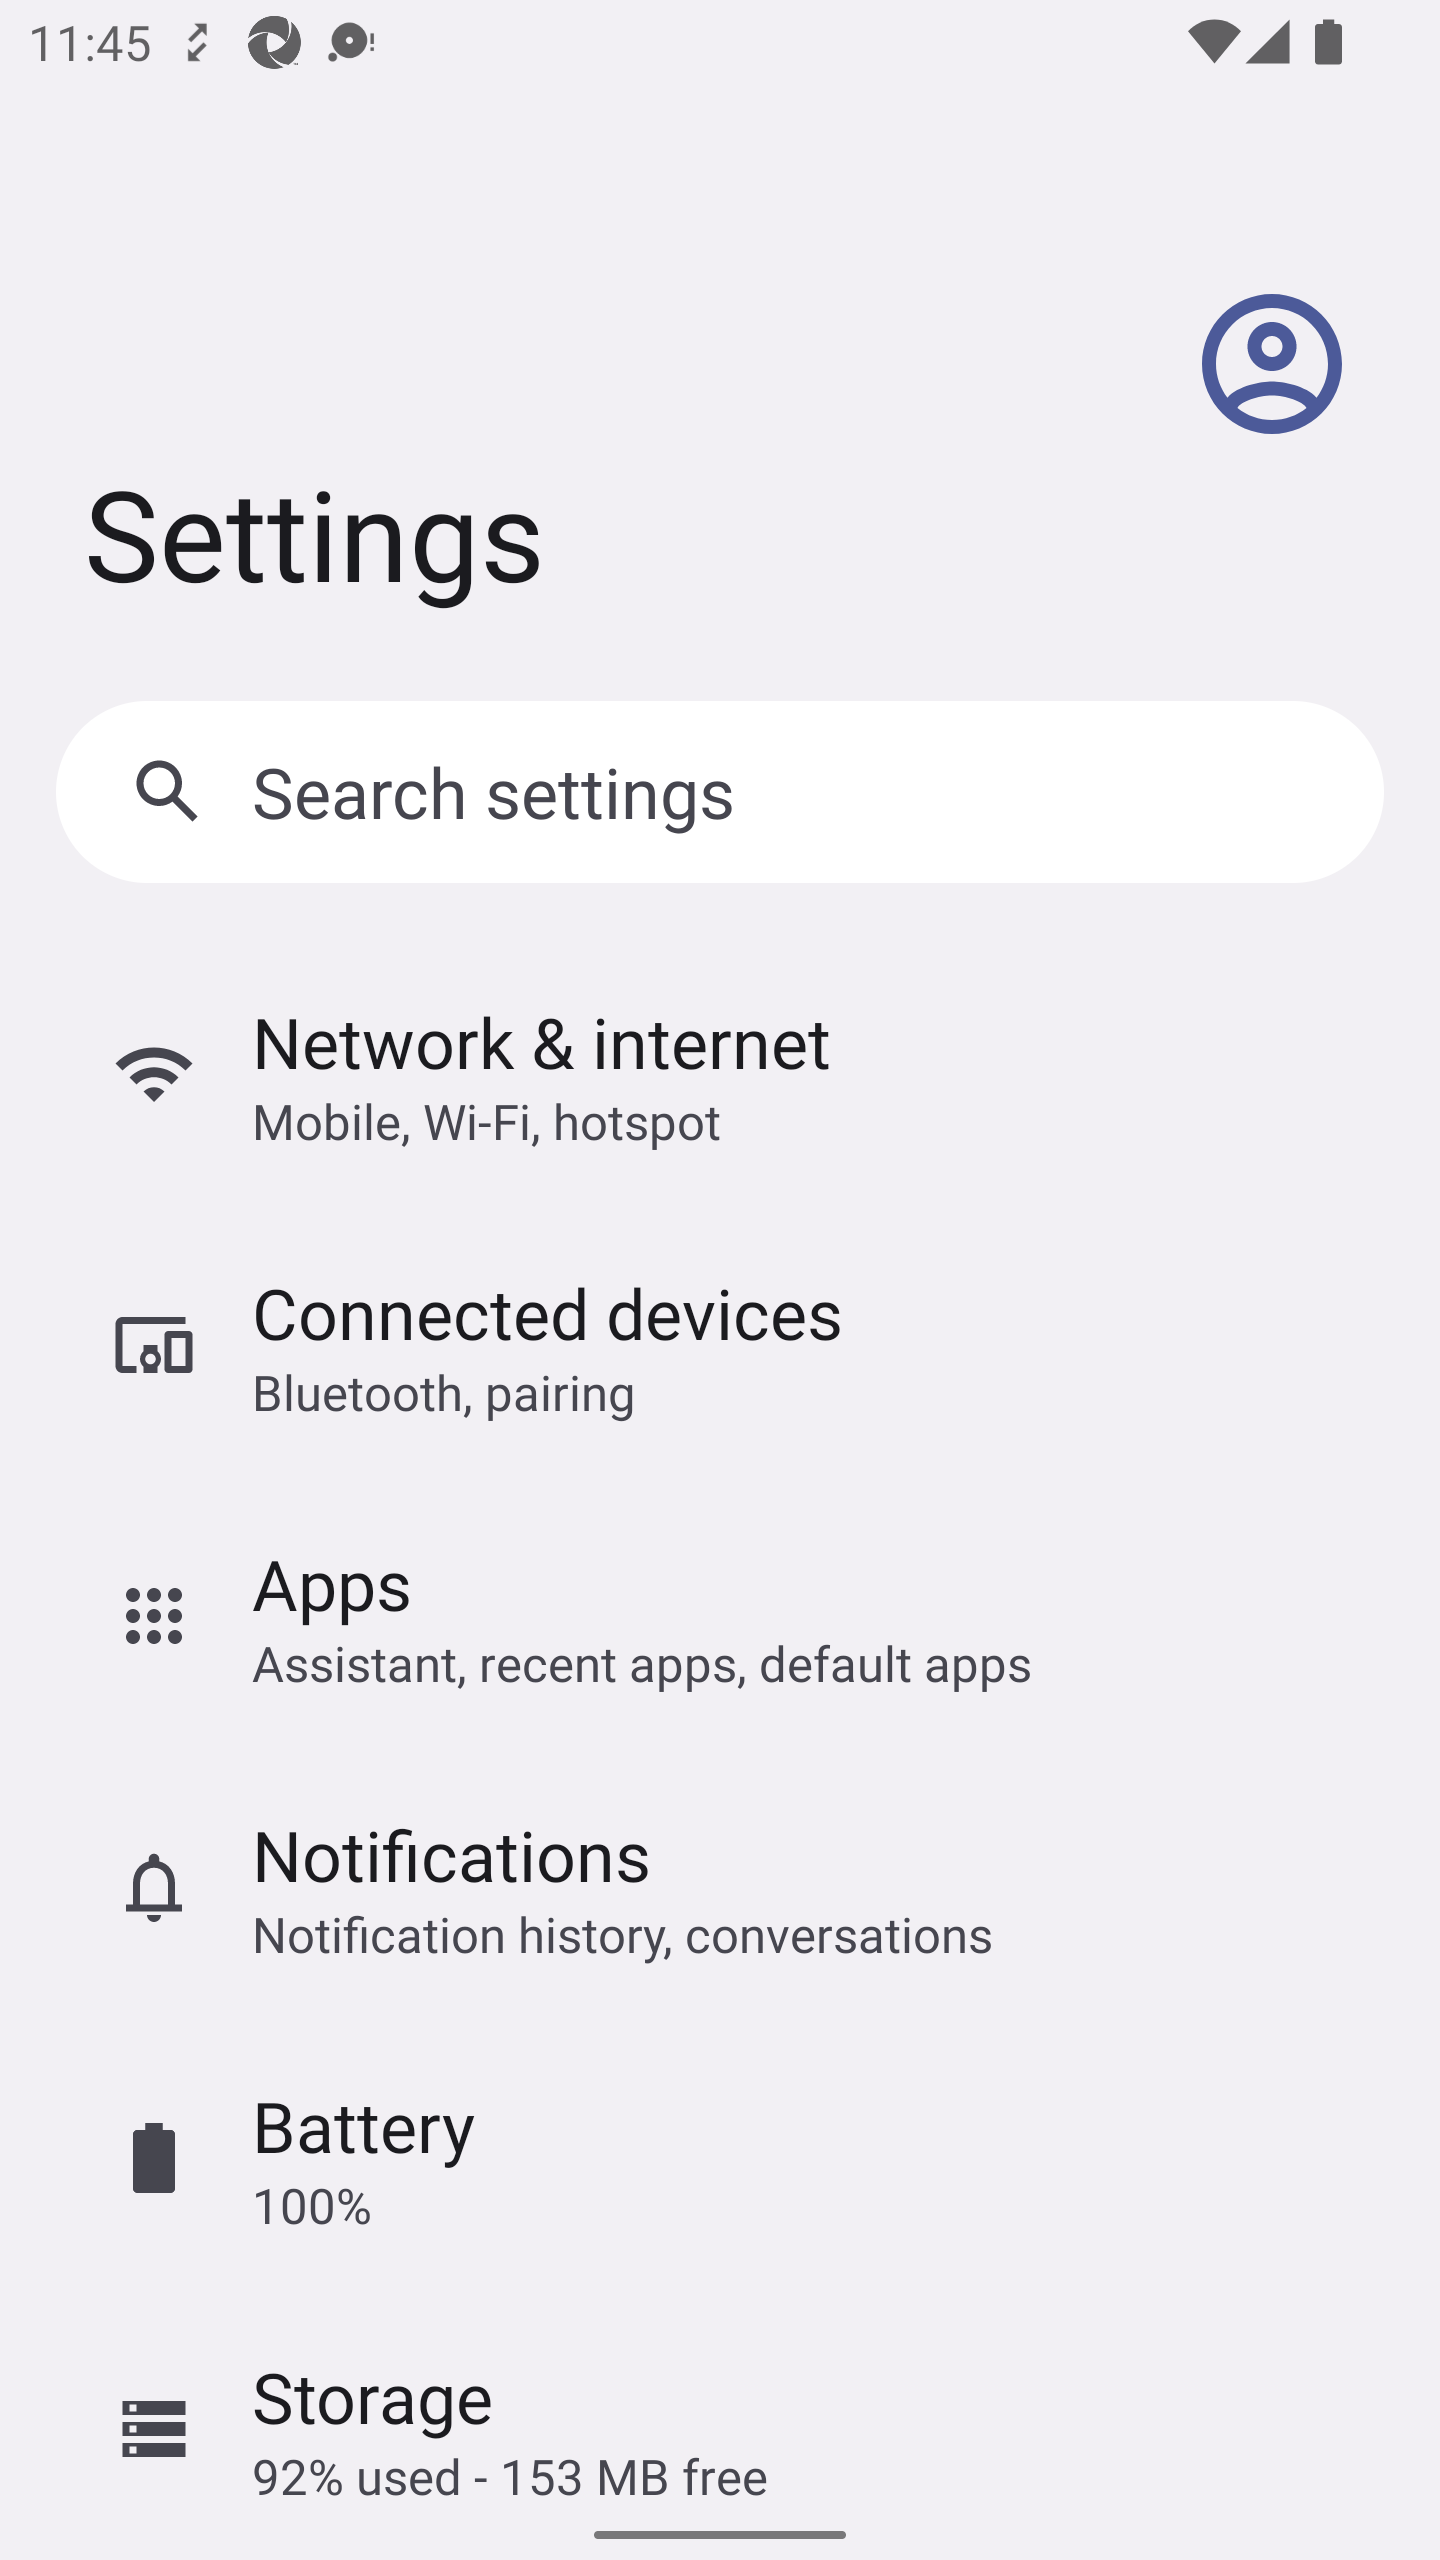 11:45
Settings
Search settings
Network & internet
Mobile, Wi-Fi, hotspot
Connected devices
Bluetooth, pairing
Apps
Assistant, recent apps, default apps
Notifications
Notification history, conversations
Battery
100%
Storage
92% used - 153 MB free